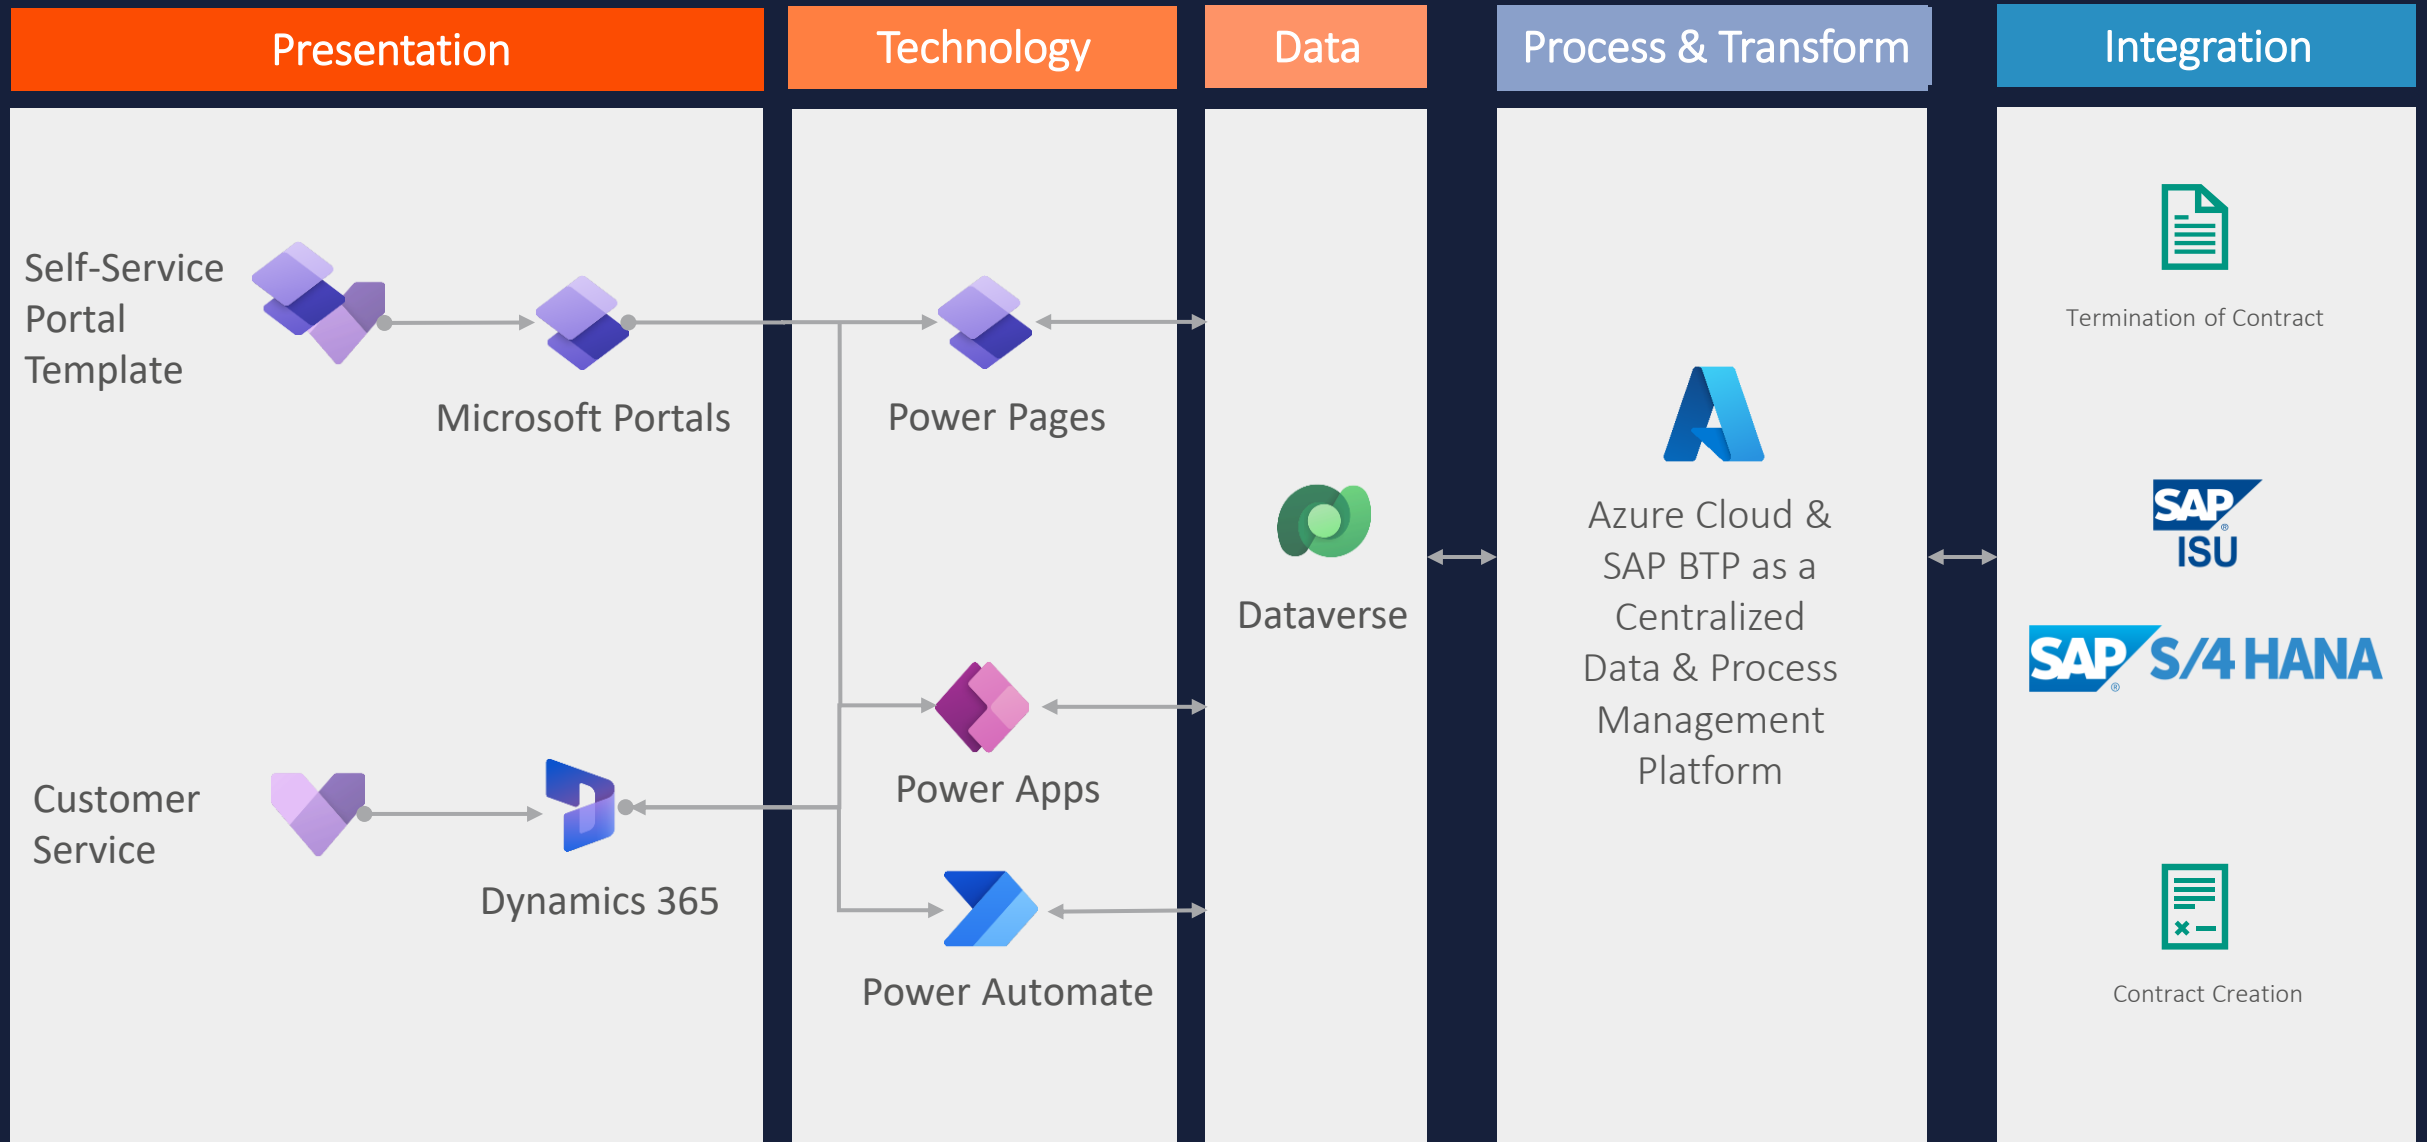 Presentation
Technology
Data
Process & Transform
Integration
Self-Service
Portal
Template
Microsoft Portals
Customer
Service
Dynamics 365
Power Pages
Power Apps
Power Automate
Dataverse
Azure Cloud &
SAP BTP as a
Centralized
Data & Process
Management
Platform
Termination of Contract
SAP®
ISU
SAP® S/4HANA
Contract Creation